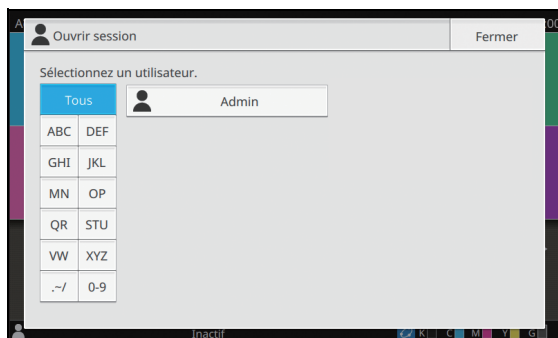 Ouvrir session
Fermer
Sélectionnez un utilisateur.
Tous
Admin
ABC DEF
GHI JKL
MN OP
QR STU
VW XYZ
.~/ 0-9
Inactif
K C M Y G